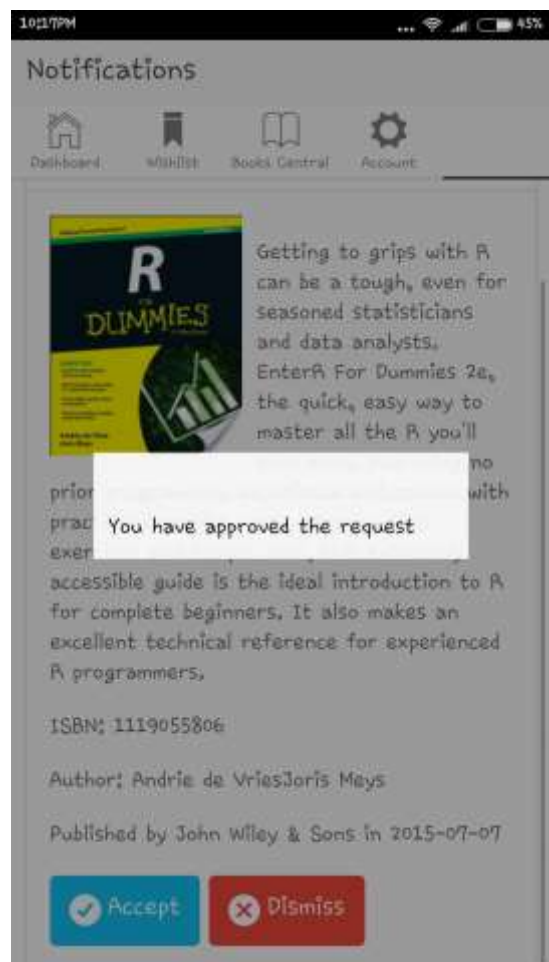 10:17PM
45%
Notifications
Dashboard
Wishlist
Books Central
Account
R
FOR
DUMMIES
Getting to grips with R
can be a tough, even for
seasoned statisticians
and data analysts.
EnterR For Dummies 2e,
the quick, easy way to
master all the R you'll
no
prior
with
prac
You have approved the request
exer
accessible guide is the ideal introduction to R
for complete beginners. It also makes an
excellent technical reference for experienced
R programmers.
ISBN: 1119055806
Author: Andrie de VriesJoris Meys
Published by John Wiley & Sons in 2015-07-07
Accept
Dismiss